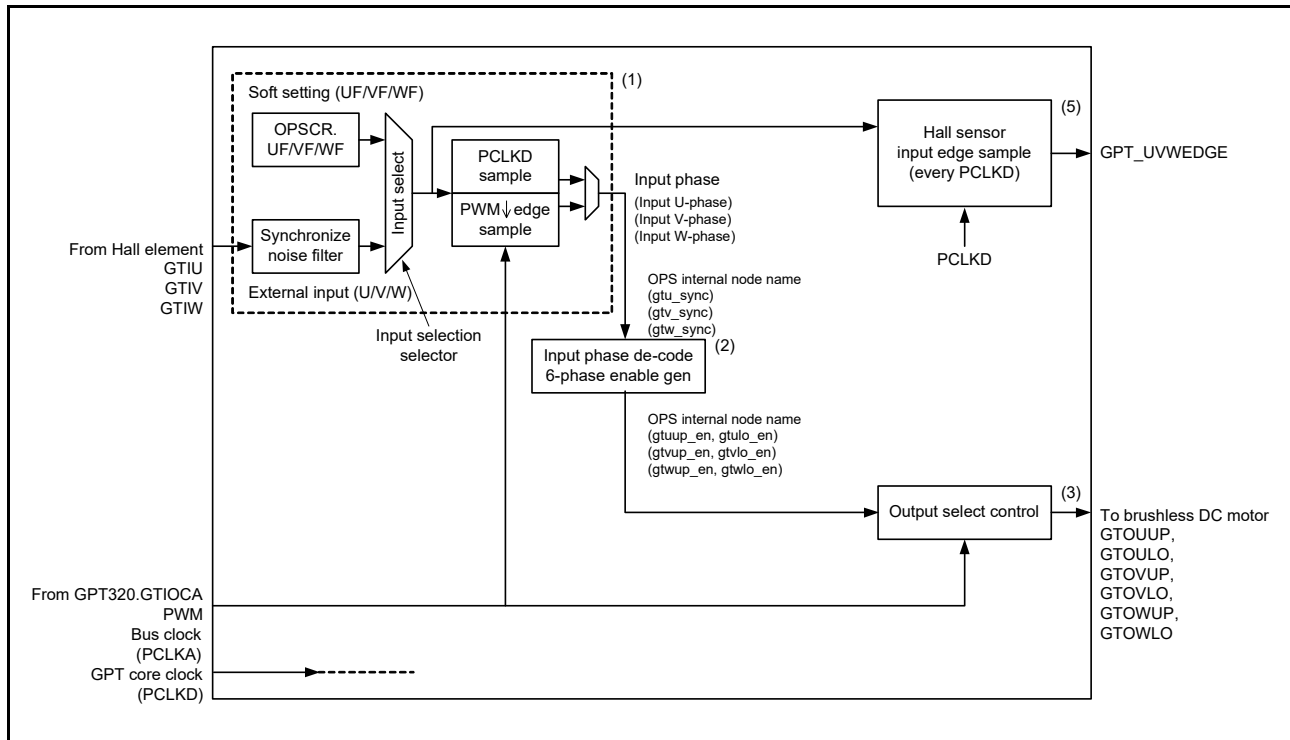 (1)
Soft setting (UF/VF/WF)
OPSCR.
UF/VF/WF
Input select
PCLKD
sample
PWM↓edge
sample
Synchronize
noise filter
External input (U/V/W)
Input selection
selector
From Hall element
GTIU
GTIV
GTIW
Input phase
(Input U-phase)
(Input V-phase)
(Input W-phase)
(5)
Hall sensor
input edge sample
(every PCLKD)
GPT_UVWEDGE
PCLKD
OPS internal node name
(gtu_sync)
(gtv_sync)
(gtw_sync)
(2)
Input phase de-code
6-phase enable gen
OPS internal node name
(gtuup_en, gtulo_en)
(gtvup_en, gtvlo_en)
(gtwup_en, gtwlo_en)
(3)
Output select control
To brushless DC motor
GTOUUP,
GTOULO,
GTOVUP,
GTOVLO,
GTOWUP,
GTOWLO
From GPT320.GTIOCA
PWM
Bus clock
(PCLKA)
GPT core clock
(PCLKD)